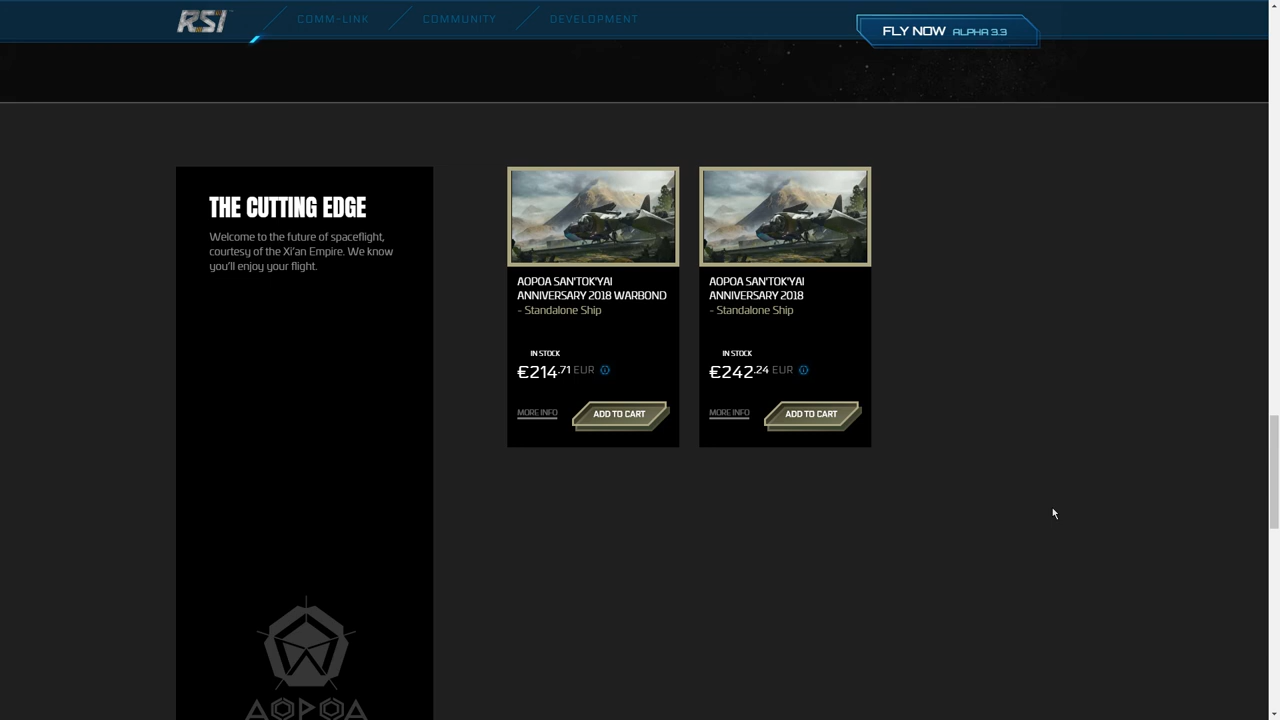 RSI
COMM-LINK
COMMUNITY
DEVELOPMENT
FLY NOW ALPHA 3.3
THE CUTTING EDGE
Welcome to the future of spaceflight,
courtesy of the Xi'an Empire. We know
you'll enjoy your flight.
AOPOA SAN'TOK'YAI
ANNIVERSARY 2018 WARBOND
- Standalone Ship
IN STOCK
€214.71 EUR
MORE INFO
ADD TO CART
AOPOA SAN'TOK'YAI
ANNIVERSARY 2018
- Standalone Ship
IN STOCK
€242.24 EUR
MORE INFO
ADD TO CART
AOPOA